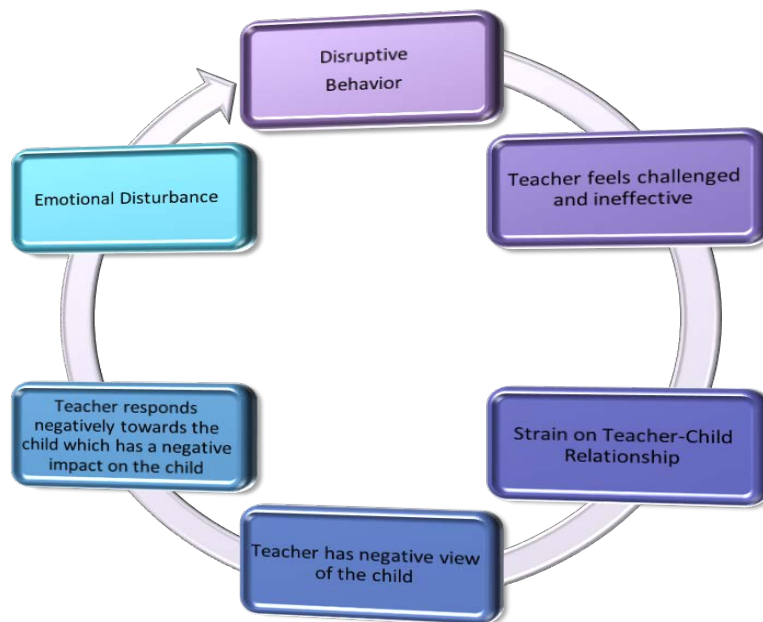 Disruptive
Behavior
Teacher feels challenged
and ineffective
Strain on Teacher-Child
Relationship
Teacher has negative view
of the child
Teacher responds
negatively towards the
child which has a negative
impact on the child
Emotional Disturbance